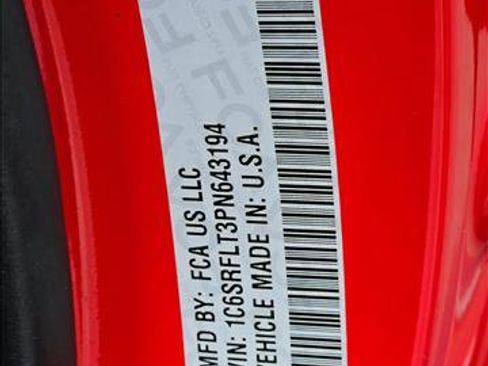 MFD BY: FCA US LLC
VIN: 1C6SRFLT3PN643194
VEHICLE MADE IN: U.S.A.